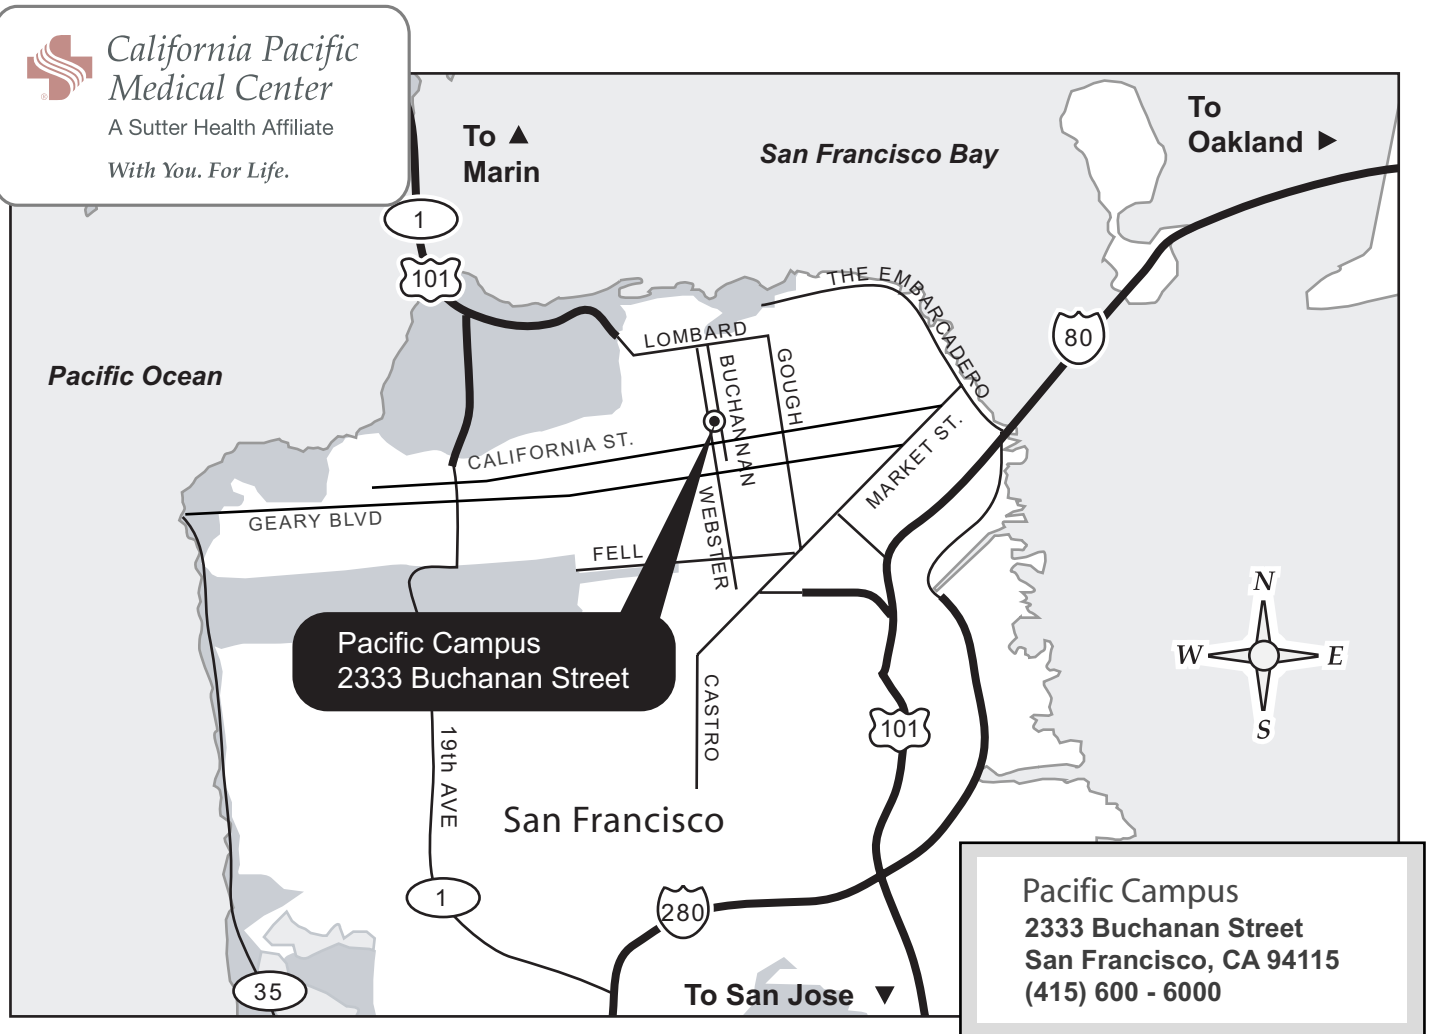 California Pacific
Medical Center
®
A Sutter Health Affiliate
With You. For Life.
To ▲
Marin
San Francisco Bay
To
Oakland ►
1
101
THE EMBARCADERO
80
LOMBARD
Pacific Ocean
BUCHANNAN
GOUGH
CALIFORNIA ST.
MARKET ST.
GEARY BLVD
WEBSTER
FELL
N
W
E
S
Pacific Campus
2333 Buchanan Street
CASTRO
101
19th AVE
San Francisco
1
280
35
To San Jose ▼
Pacific Campus
2333 Buchanan Street
San Francisco, CA 94115
(415) 600 - 6000